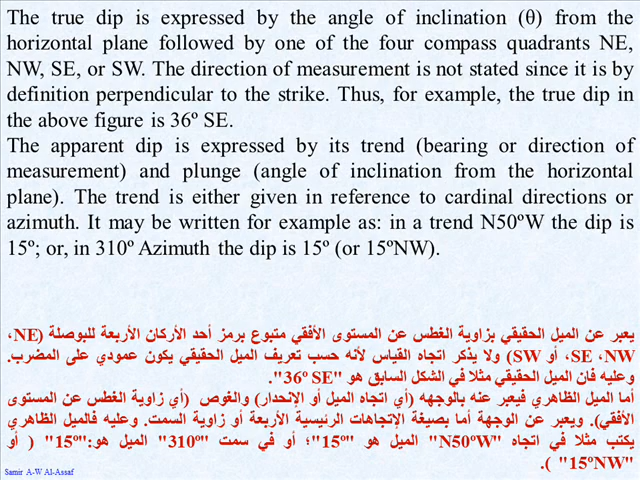 The true dip is expressed by the angle of inclination (θ) from the
horizontal plane followed by one of the four compass quadrants NE,
NW, SE, or SW. The direction of measurement is not stated since it is by
definition perpendicular to the strike. Thus, for example, the true dip in
the above figure is 36º SE.
The apparent dip is expressed by its trend (bearing or direction of
measurement) and plunge (angle of inclination from the horizontal
plane). The trend is either given in reference to cardinal directions or
azimuth. It may be written for example as: in a trend N50ºW the dip is
15º; or, in 310º Azimuth the dip is 15º (or 15ºNW).
يعبر عن الميل الحقيقي بزاوية الغطس عن المستوى الأفقي متبوع برمز أحد الأركان الأربعة للبوصلة (NE،
NW، SE، أو SW) ولا يذكر اتجاه القياس لأنه حسب تعريف الميل الحقيقي يكون عمودي على المضرب.
وعليه فان الميل الحقيقي مثلا في الشكل السابق هو "36º SE".
أما الميل الظاهري فيعبر عنه بالوجهه (أي اتجاه الميل أو الإنحدار) والغوص (أي زاوية الغطس عن المستوى
الأفقي). ويعبر عن الوجهة أما بصيغة الإتجاهات الرئيسية الأربعة أو زاوية السمت. وعليه فالميل الظاهري
يكتب مثلا في اتجاه "N50ºW" الميل هو "15º"؛ أو في سمت "310º" الميل هو:"15º" ( أو
"15ºNW" ).
Samir A-W Al-Assaf